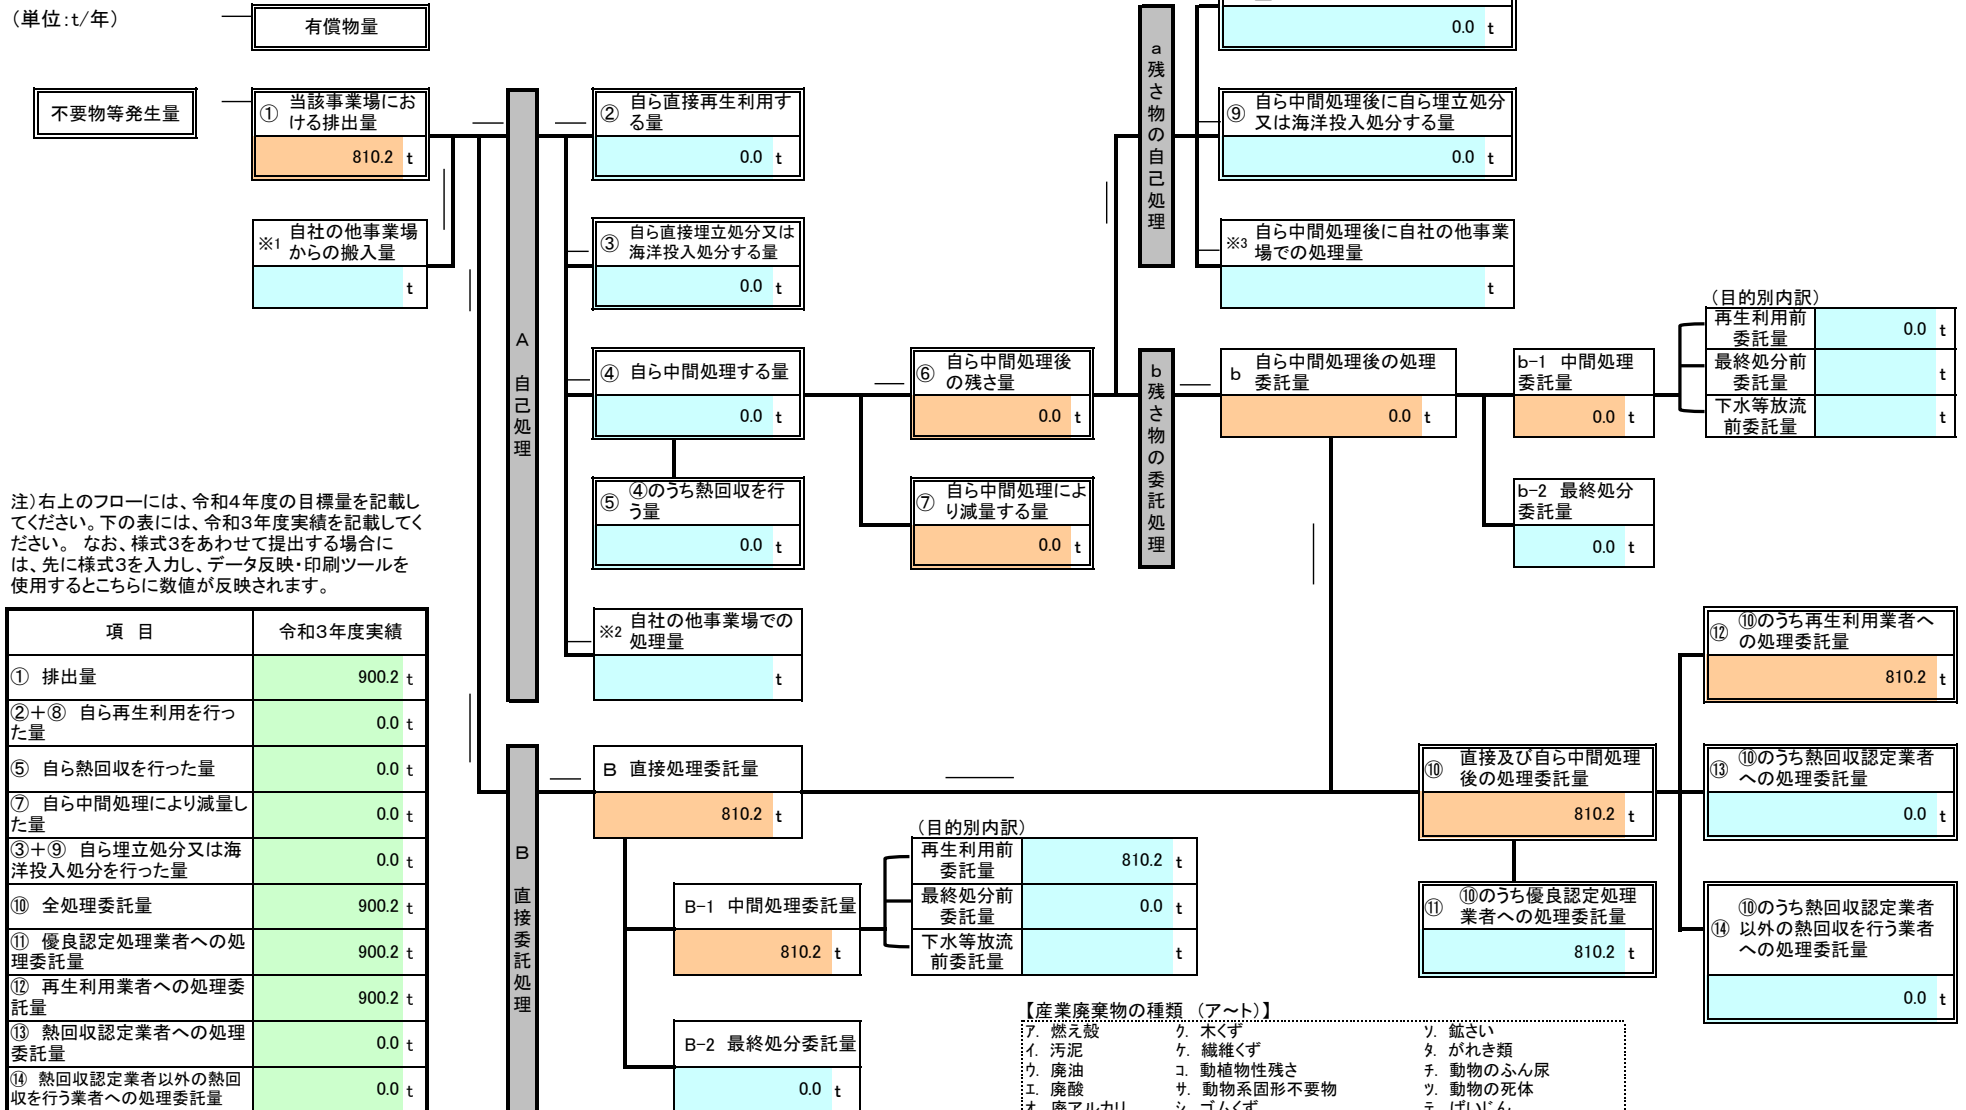 （単位:t/年）
有償物量
不要物等発生量
① 当該事業場における排出量
810.2 t
※1 自社の他事業場からの搬入量
t
A 自己処理
② 自ら直接再生利用する量
0.0 t
③ 自ら直接埋立処分又は海洋投入処分する量
0.0 t
④ 自ら中間処理する量
0.0 t
⑤ ④のうち熱回収を行う量
0.0 t
※2 自社の他事業場での処理量
t
⑥ 自ら中間処理後の残さ量
0.0 t
⑦ 自ら中間処理により減量する量
0.0 t
a 残さ物の自己処理
0.0 t
⑨ 自ら中間処理後に自ら埋立処分又は海洋投入処分する量
0.0 t
※3 自ら中間処理後に自社の他事業場での処理量
t
b 残さ物の委託処理
b 自ら中間処理後の処理委託量
0.0 t
b-1 中間処理委託量
0.0 t
b-2 最終処分委託量
0.0 t
（目的別内訳）
再生利用前委託量 0.0 t
最終処分前委託量 t
下水等放流前委託量 t
注）右上のフローには、令和４年度の目標量を記載し
てください。下の表には、令和３年度実績を記載してく
ださい。 なお、様式３をあわせて提出する場合に
は、先に様式３を入力し、データ反映・印刷ツールを
使用するとこちらに数値が反映されます。
項 目 令和３年度実績
① 排出量 900.2 t
②＋⑧ 自ら再生利用を行った量 0.0 t
⑤ 自ら熱回収を行った量 0.0 t
⑦ 自ら中間処理により減量した量 0.0 t
③＋⑨ 自ら埋立処分又は海洋投入処分を行った量 0.0 t
⑩ 全処理委託量 900.2 t
⑪ 優良認定処理業者への処理委託量 900.2 t
⑫ 再生利用業者への処理委託量 900.2 t
⑬ 熱回収認定業者への処理委託量 0.0 t
⑭ 熱回収認定業者以外の熱回収を行う業者への処理委託量 0.0 t
B 直接委託処理
B 直接処理委託量
810.2 t
B-1 中間処理委託量
810.2 t
B-2 最終処分委託量
0.0 t
（目的別内訳）
再生利用前委託量 810.2 t
最終処分前委託量 0.0 t
下水等放流前委託量 t
⑩ 直接及び自ら中間処理後の処理委託量
810.2 t
⑪ ⑩のうち優良認定処理業者への処理委託量
810.2 t
⑫ ⑩のうち再生利用業者への処理委託量
810.2 t
⑬ ⑩のうち熱回収認定業者への処理委託量
0.0 t
⑭ ⑩のうち熱回収認定業者以外の熱回収を行う業者への処理委託量
0.0 t
【産業廃棄物の種類 （ア～ト）】
ｱ. 燃え殻 ｸ. 木くず ｿ. 鉱さい
ｲ. 汚泥 ｹ. 繊維くず ﾀ. がれき類
ｳ. 廃油 ｺ. 動植物性残さ ﾁ. 動物のふん尿
ｴ. 廃酸 ｻ. 動物系固形不要物 ﾂ. 動物の死体
ｵ. 廃アルカリ ｼ. ゴムくず ﾃ. ばいじん